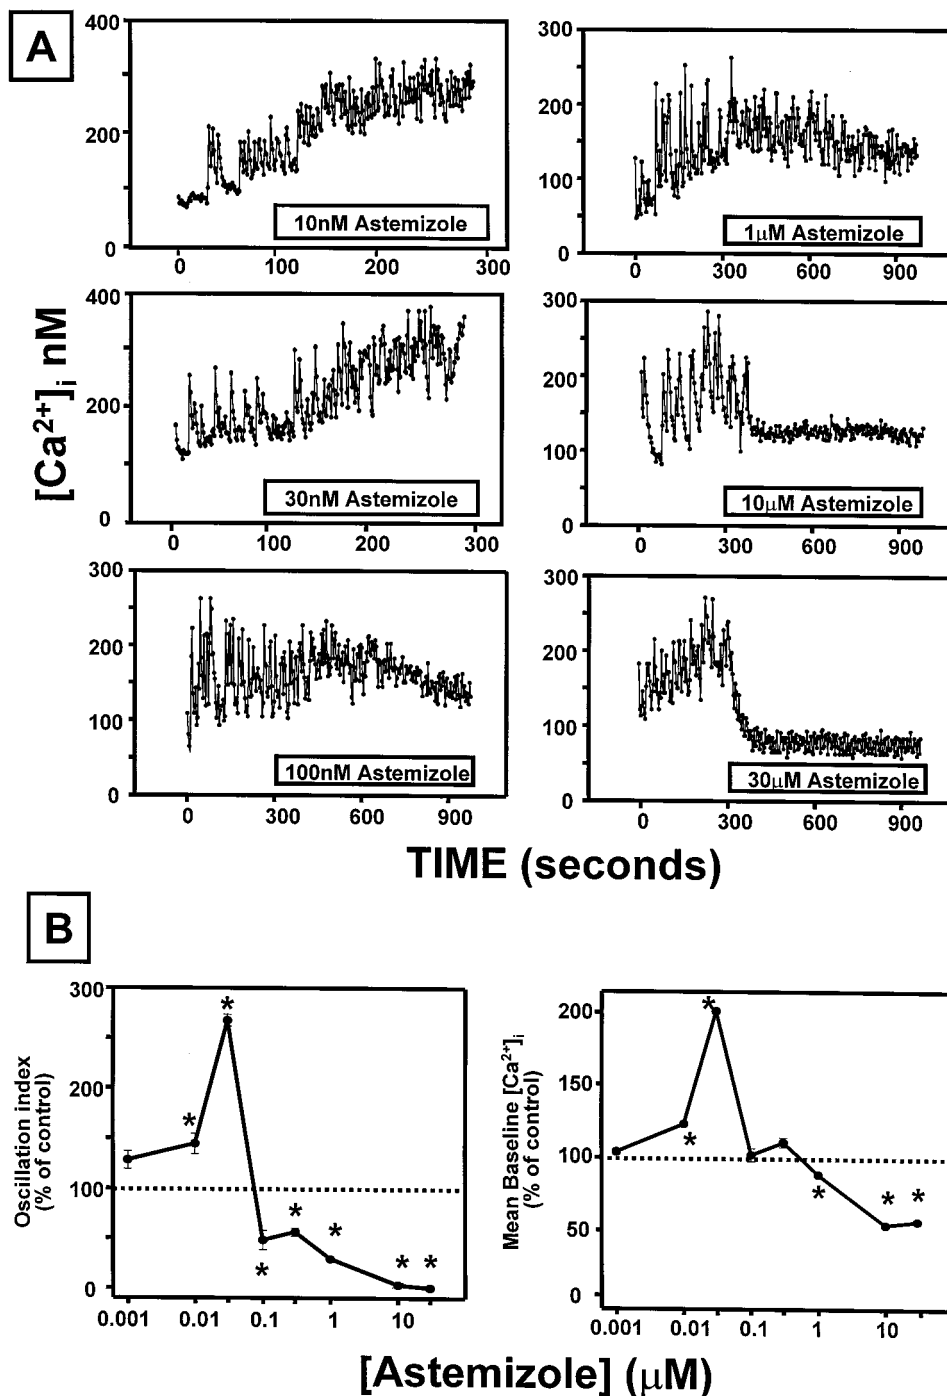 A
[Ca2+]i nM
400
200
0
10nM Astemizole
0 100 200 300
300
200
100
0
1μM Astemizole
0 300 600 900
400
200
0
30nM Astemizole
0 100 200 300
300
200
100
0
10μM Astemizole
0 300 600 900
300
200
100
0
100nM Astemizole
0 300 600 900
300
200
100
0
30μM Astemizole
0 300 600 900
TIME (seconds)
B
Oscillation index
(% of control)
300
200
100
0
* * * * * * *
0.001 0.01 0.1 1 10
Mean Baseline [Ca2+]i
(% of control)
200
150
100
50
0
* * * * *
0.001 0.01 0.1 1 10
[Astemizole] (μM)